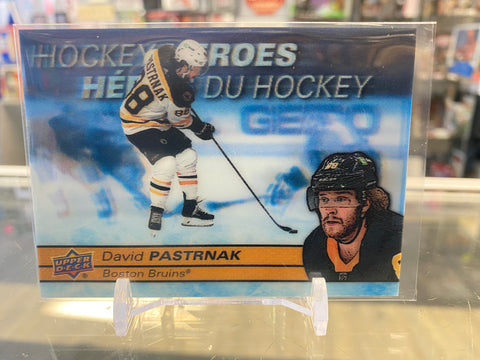 HOCKEY HEROES
HÉROS DU HOCKEY
PASTRNAK
88
GEICO
UPPER
DECK
David PASTRNAK
Boston Bruins®